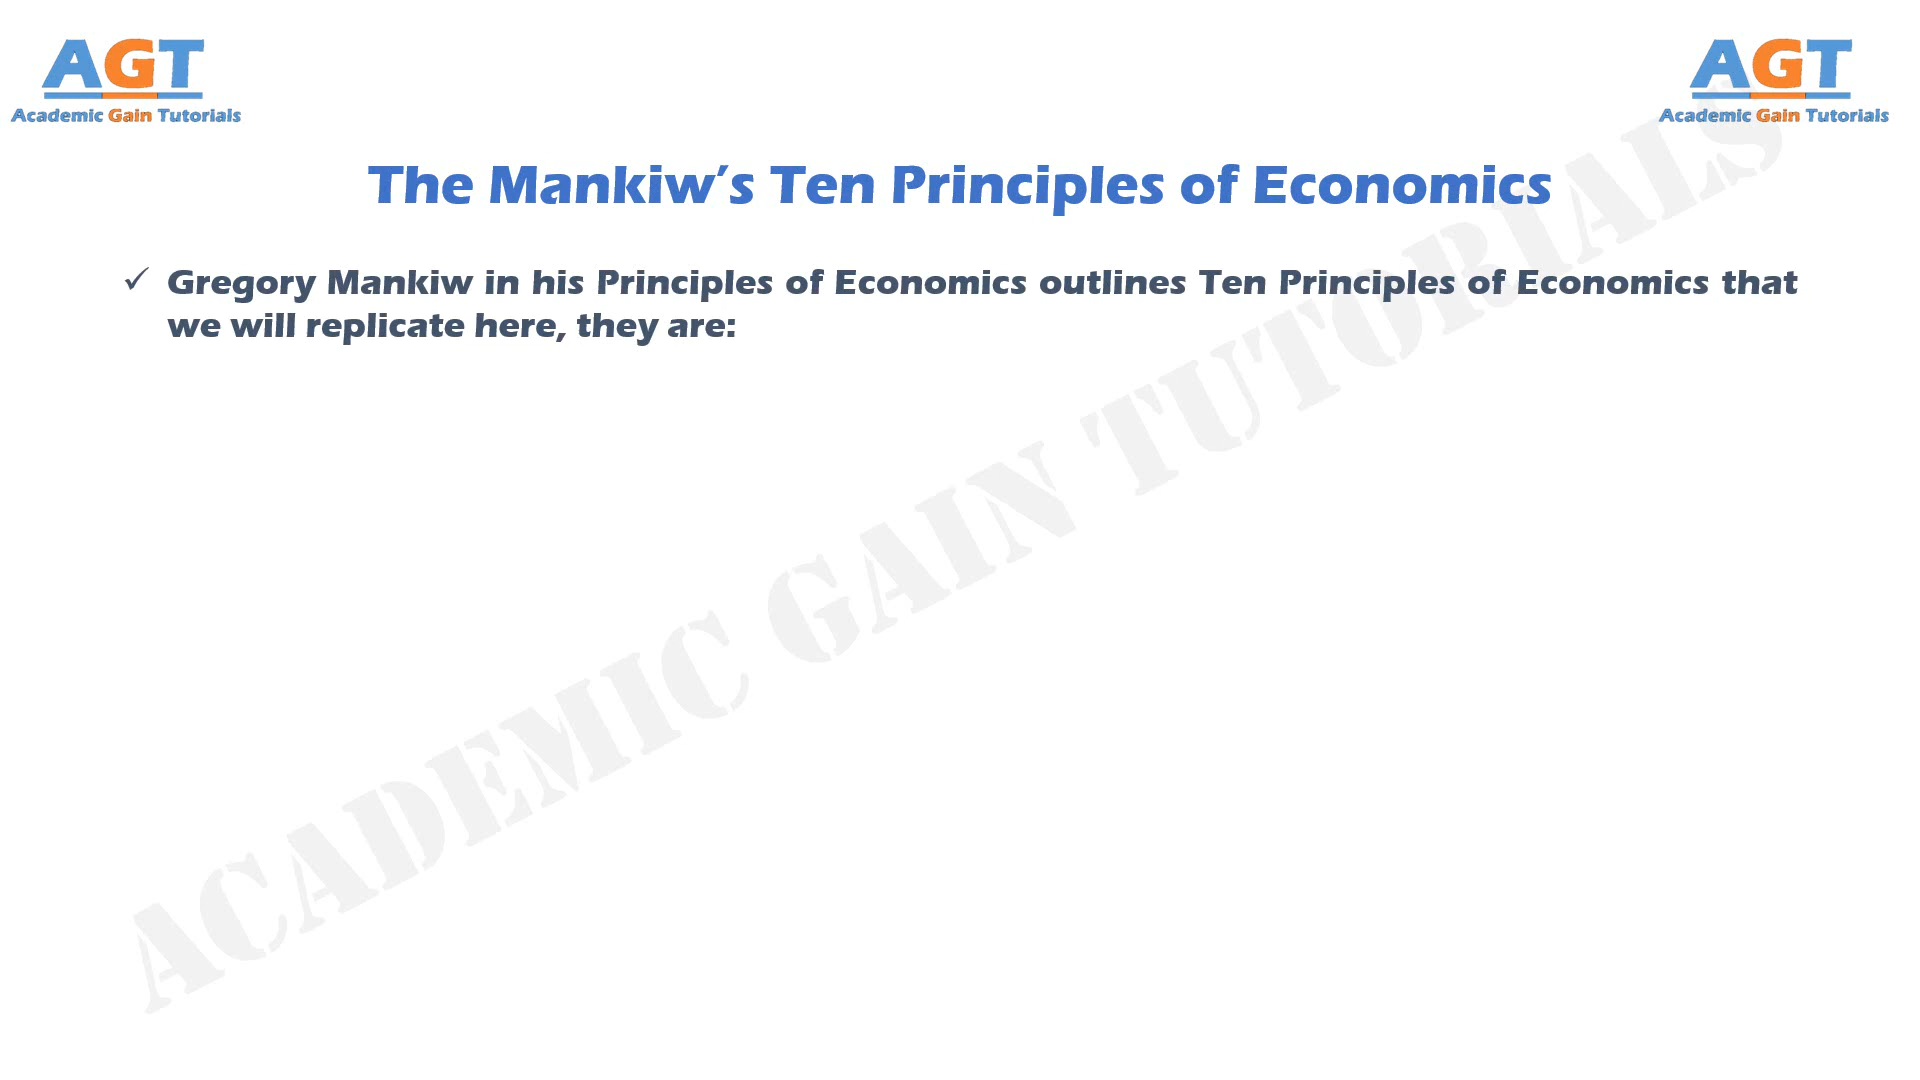 AGT
Academic Gain Tutorials
AGT
Academic Gain Tutorials
The Mankiw’s Ten Principles of Economics
✓ Gregory Mankiw in his Principles of Economics outlines Ten Principles of Economics that
we will replicate here, they are:
ACADEMIC GAIN TUTORIALS